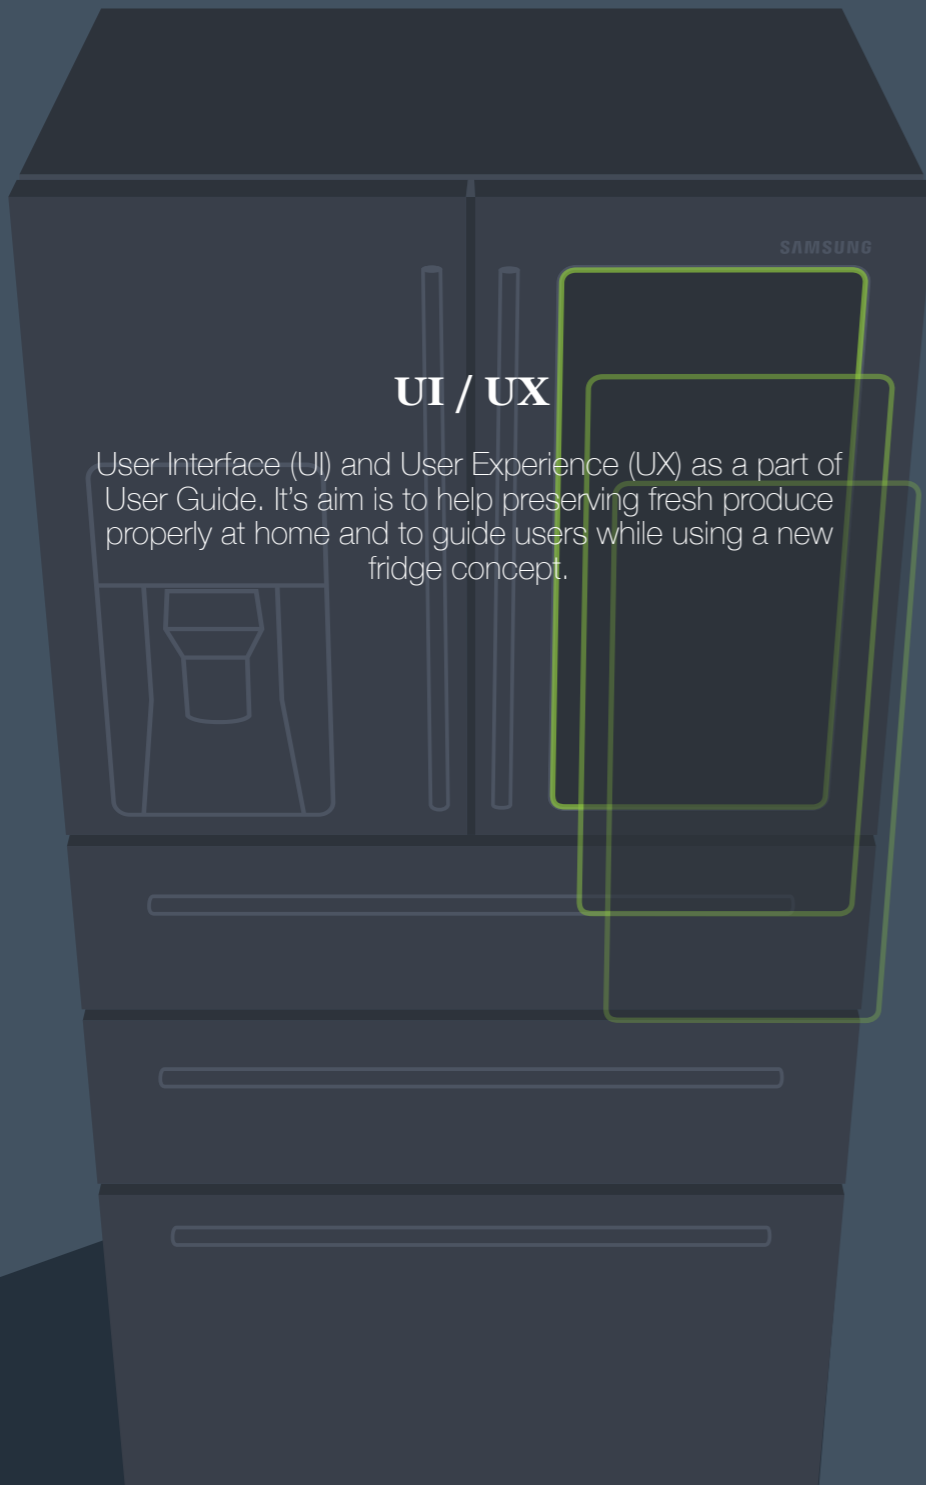 SAMSUNG
UI / UX
User Interface (UI) and User Experience (UX) as a part of
User Guide. It's aim is to help preserving fresh produce
properly at home and to guide users while using a new
fridge concept.